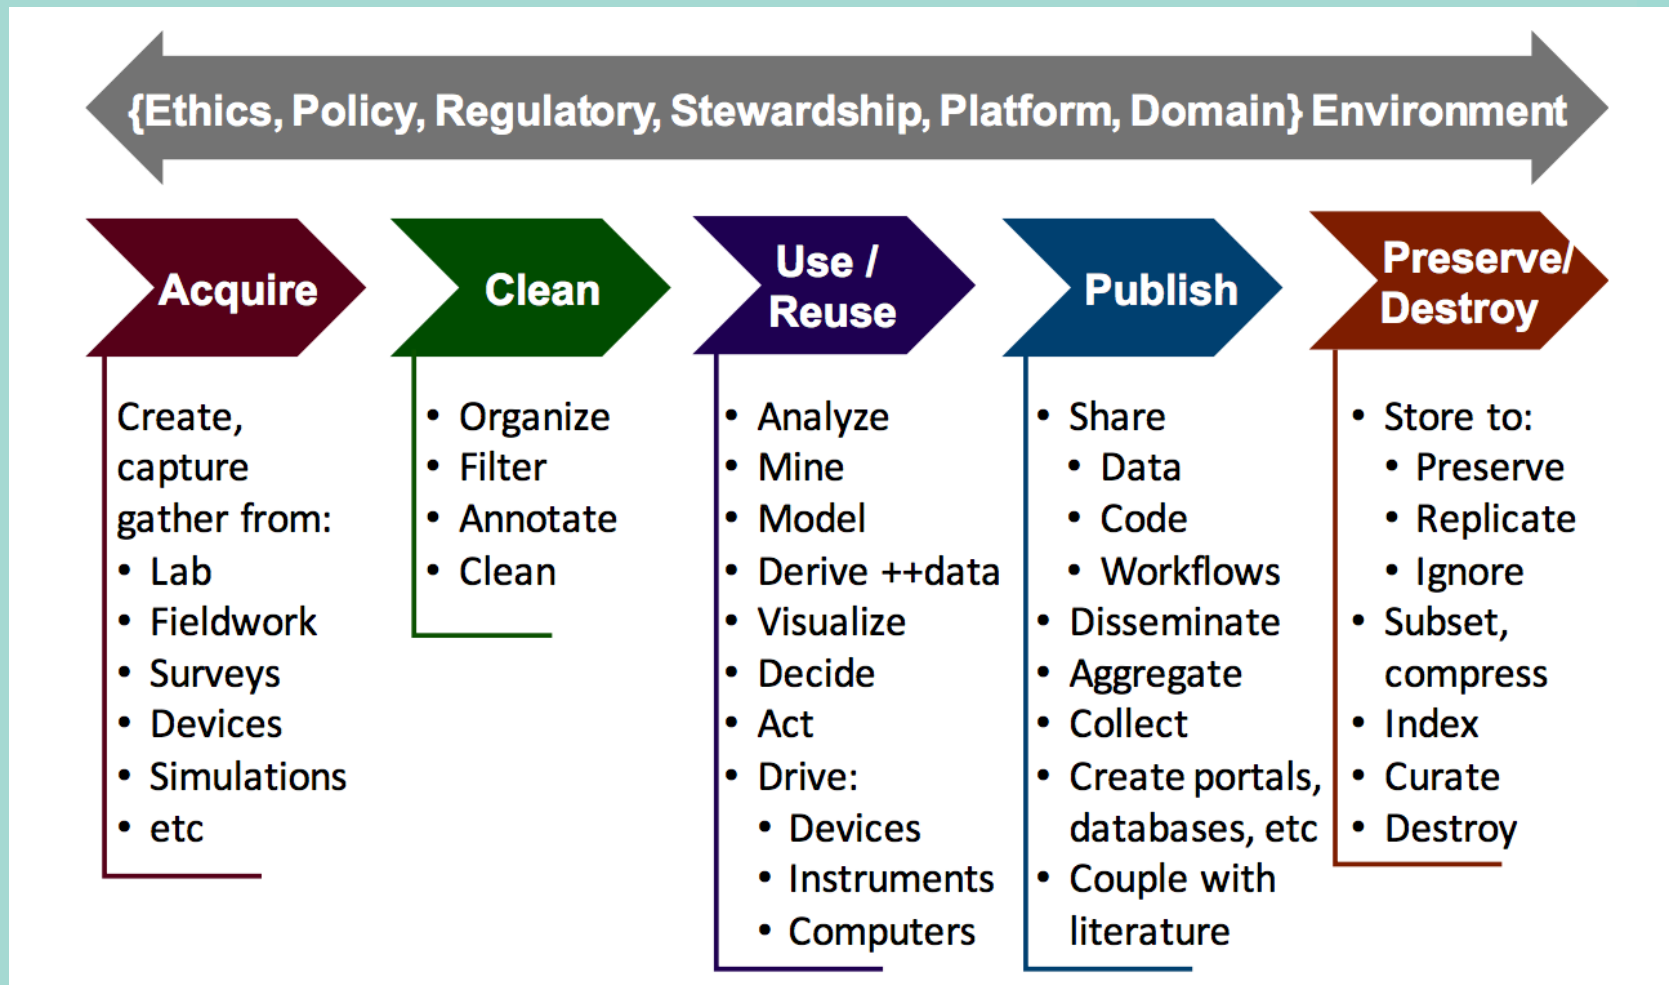 {Ethics, Policy, Regulatory, Stewardship, Platform, Domain} Environment
Acquire
Create,
capture
gather from:
• Lab
• Fieldwork
• Surveys
• Devices
• Simulations
• etc
Clean
• Organize
• Filter
• Annotate
• Clean
Use /
Reuse
• Analyze
• Mine
• Model
• Derive ++data
• Visualize
• Decide
• Act
• Drive:
• Devices
• Instruments
• Computers
Publish
• Share
• Data
• Code
• Workflows
• Disseminate
• Aggregate
• Collect
• Create portals,
databases, etc
• Couple with
literature
Preserve/
Destroy
• Store to:
• Preserve
• Replicate
• Ignore
• Subset,
compress
• Index
• Curate
• Destroy